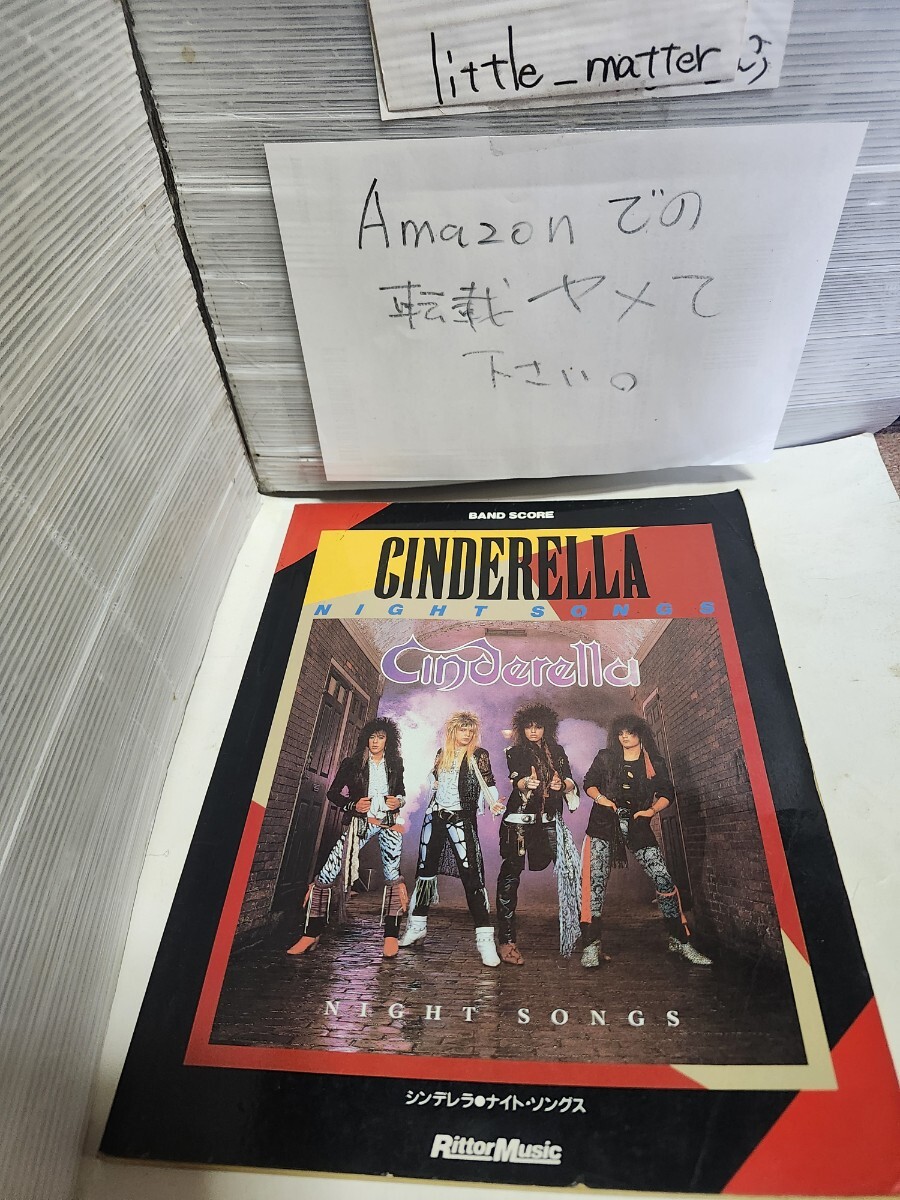 little_matter
Amazonでの
転載ヤメて
下さい。
BAND SCORE
CINDERELLA
NIGHT SONGS
Cinderella
NIGHT SONGS
シンデレラ●ナイト・ソングス
RittorMusic